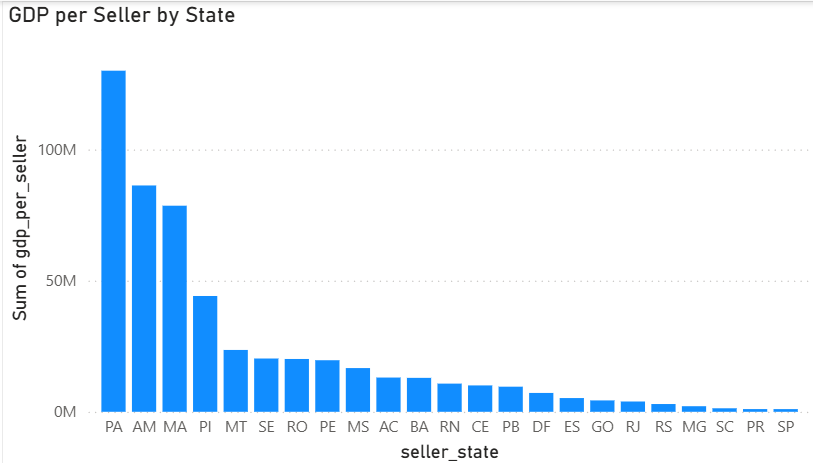 GDP per Seller by State
Sum of gdp_per_seller
100M
50M
0M
PA AM MA PI MT SE RO PE MS AC BA RN CE PB DF ES GO RJ RS MG SC PR SP
seller_state